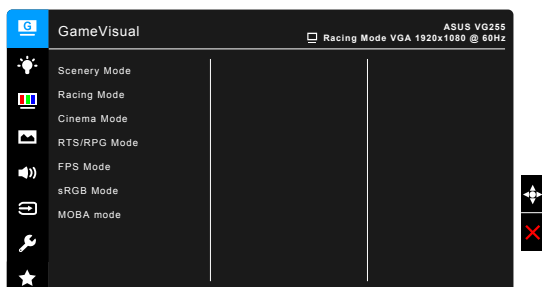 G
GameVisual
ASUS VG255
Racing Mode VGA 1920x1080 @ 60Hz
Scenery Mode
Racing Mode
Cinema Mode
RTS/RPG Mode
FPS Mode
sRGB Mode
MOBA mode